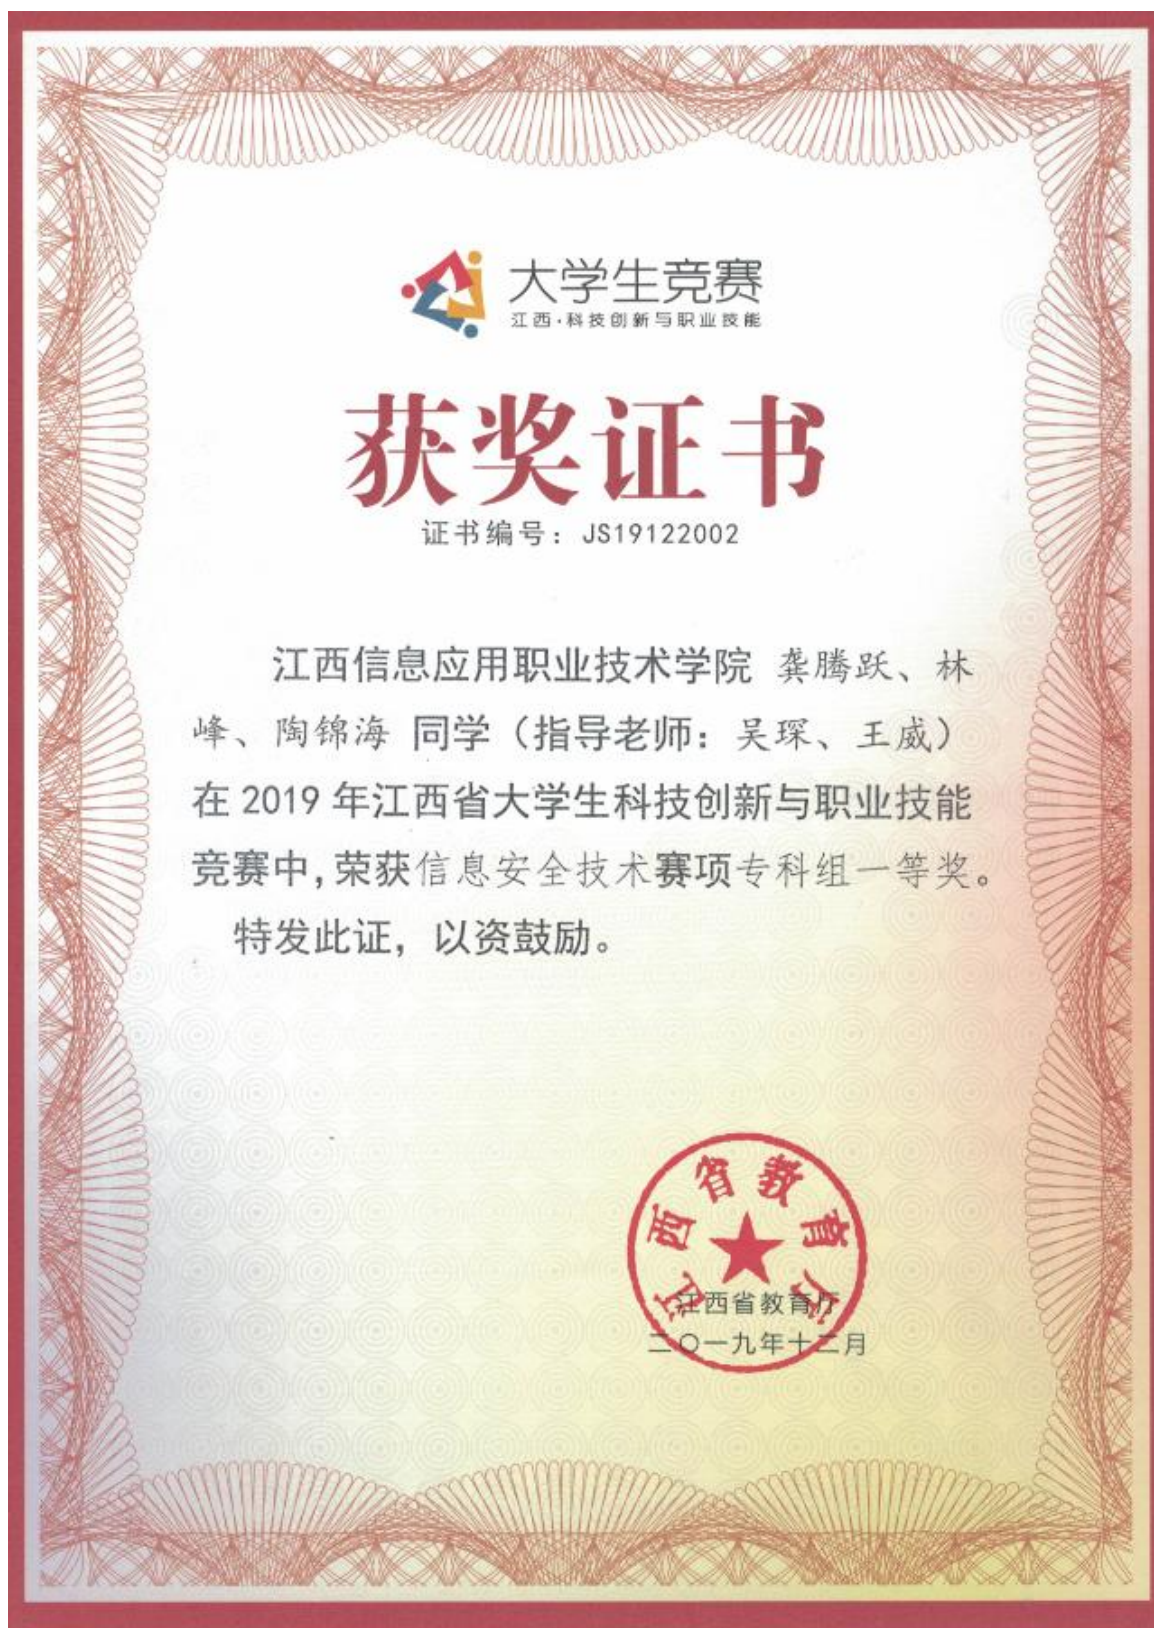 大学生竞赛
江西·科技创新与职业技能
获奖证书
证书编号：JS19122002
江西信息应用职业技术学院 龚腾跃、林
峰、陶锦海 同学（指导老师：吴琛、王威）
在 2019 年江西省大学生科技创新与职业技能
竞赛中，荣获信息安全技术赛项专科组一等奖。
特发此证，以资鼓励。
江西省教育厅
江西省教育厅
二〇一九年十二月